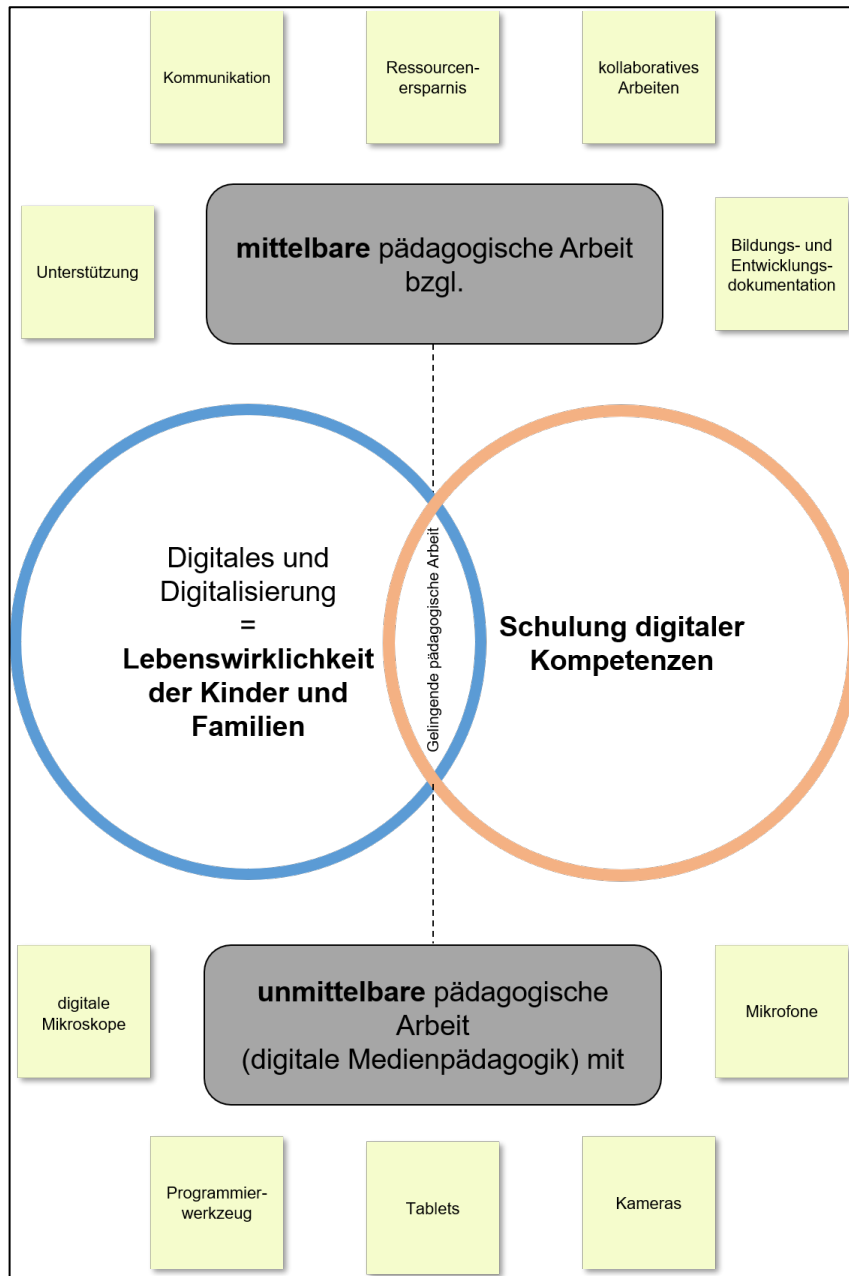 Kommunikation
Ressourcen-
ersparnis
kollaboratives
Arbeiten
Unterstützung
mittelbare pädagogische Arbeit
bzgl.
Bildungs- und
Entwicklungs-
dokumentation
Digitales und
Digitalisierung
=
Lebenswirklichkeit
der Kinder und
Familien
Gelingende pädagogische Arbeit
Schulung digitaler
Kompetenzen
digitale
Mikroskope
unmittelbare pädagogische
Arbeit
(digitale Medienpädagogik) mit
Mikrofone
Programmier-
werkzeug
Tablets
Kameras